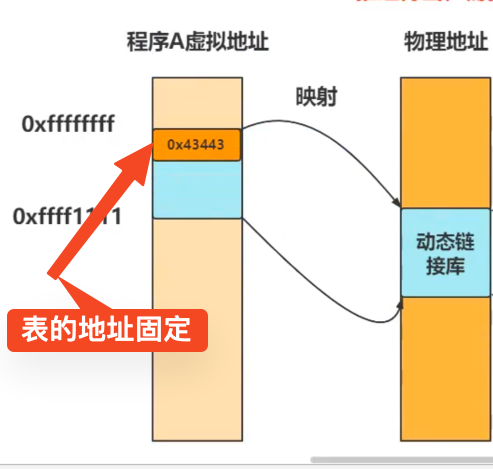 程序A虚拟地址
物理地址
映射
0xffffffff
0x43443
0xffff1111
动态链
接库
表的地址固定